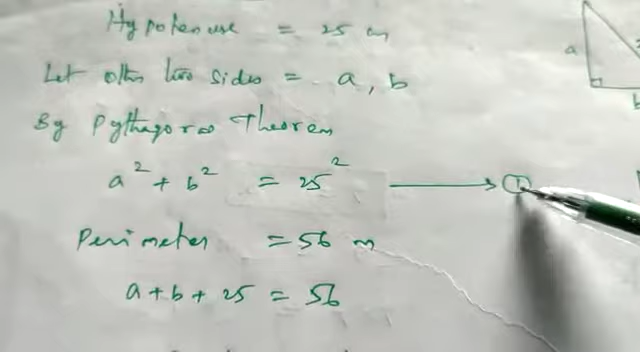 Hypotenuse = 25 m
a
Let other two sides = a, b
b
By Pythagoras Theorem
a² + b² = 25² → ①
Perimeter = 56 m
a + b + 25 = 56